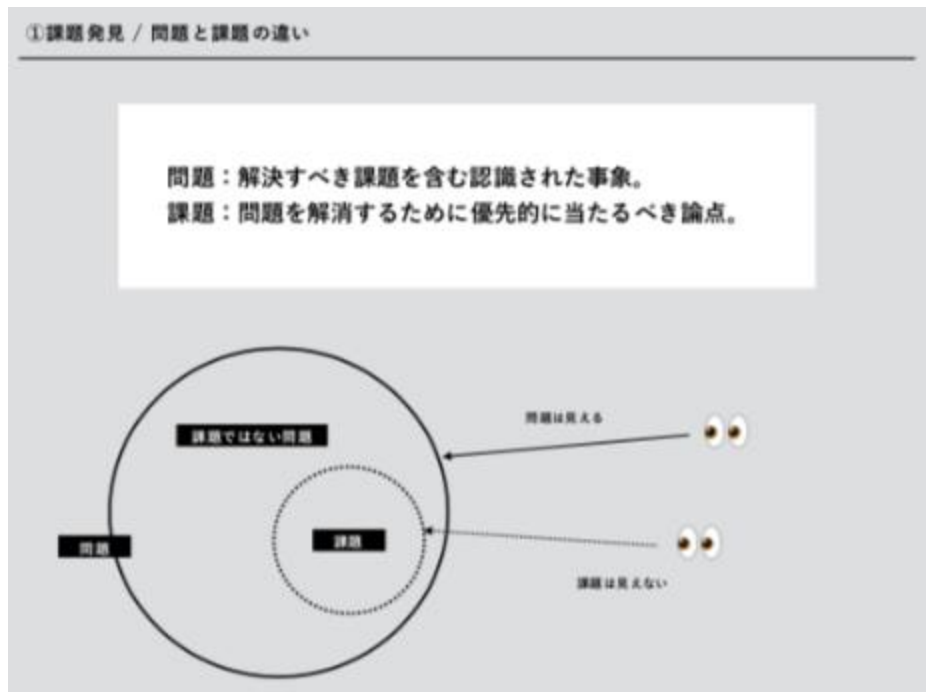 ①課題発見 / 問題と課題の違い
問題：解決すべき課題を含む認識された事象。
課題：問題を解消するために優先的に当たるべき論点。
課題ではない問題
問題は見える
課題
問題
課題は見えない